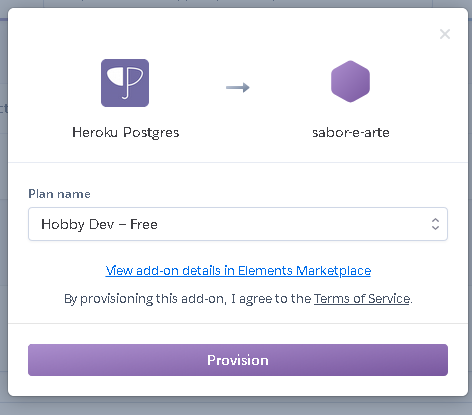 Heroku Postgres
sabor-e-arte
Plan name
Hobby Dev – Free
View add-on details in Elements Marketplace
By provisioning this add-on, I agree to the Terms of Service.
Provision